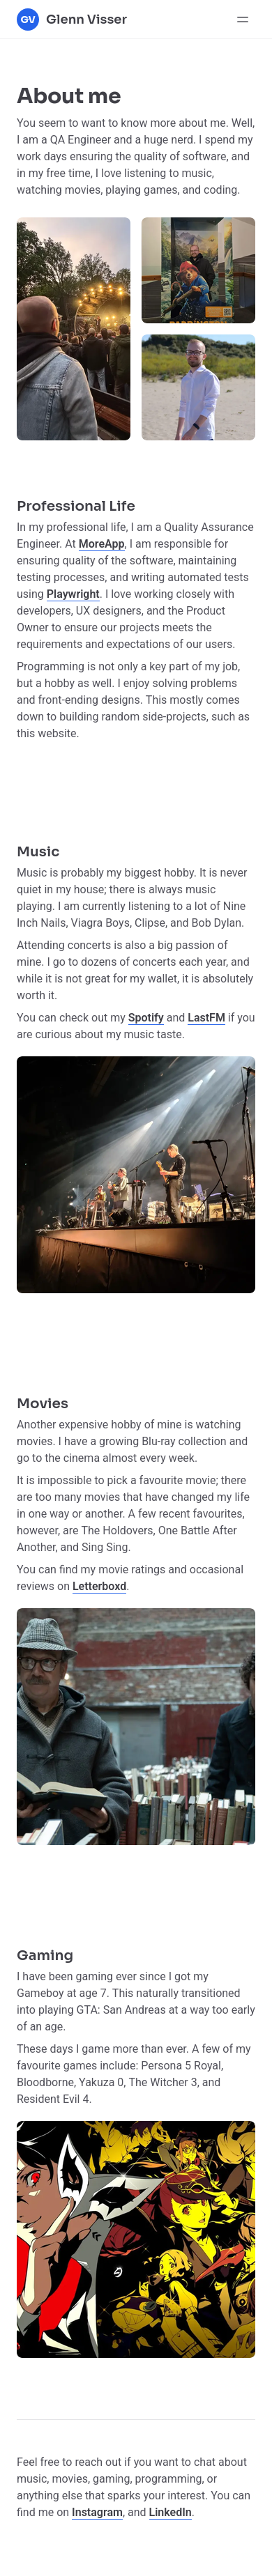 GV Glenn Visser
About me
You seem to want to know more about me. Well,
I am a QA Engineer and a huge nerd. I spend my
work days ensuring the quality of software, and
in my free time, I love listening to music,
watching movies, playing games, and coding.
PADDINGTON
Professional Life
In my professional life, I am a Quality Assurance
Engineer. At MoreApp, I am responsible for
ensuring quality of the software, maintaining
testing processes, and writing automated tests
using Playwright. I love working closely with
developers, UX designers, and the Product
Owner to ensure our projects meets the
requirements and expectations of our users.
Programming is not only a key part of my job,
but a hobby as well. I enjoy solving problems
and front-ending designs. This mostly comes
down to building random side-projects, such as
this website.
Music
Music is probably my biggest hobby. It is never
quiet in my house; there is always music
playing. I am currently listening to a lot of Nine
Inch Nails, Viagra Boys, Clipse, and Bob Dylan.
Attending concerts is also a big passion of
mine. I go to dozens of concerts each year, and
while it is not great for my wallet, it is absolutely
worth it.
You can check out my Spotify and LastFM if you
are curious about my music taste.
Movies
Another expensive hobby of mine is watching
movies. I have a growing Blu-ray collection and
go to the cinema almost every week.
It is impossible to pick a favourite movie; there
are too many movies that have changed my life
in one way or another. A few recent favourites,
however, are The Holdovers, One Battle After
Another, and Sing Sing.
You can find my movie ratings and occasional
reviews on Letterboxd.
Gaming
I have been gaming ever since I got my
Gameboy at age 7. This naturally transitioned
into playing GTA: San Andreas at a way too early
of an age.
These days I game more than ever. A few of my
favourite games include: Persona 5 Royal,
Bloodborne, Yakuza 0, The Witcher 3, and
Resident Evil 4.
Feel free to reach out if you want to chat about
music, movies, gaming, programming, or
anything else that sparks your interest. You can
find me on Instagram, and LinkedIn.